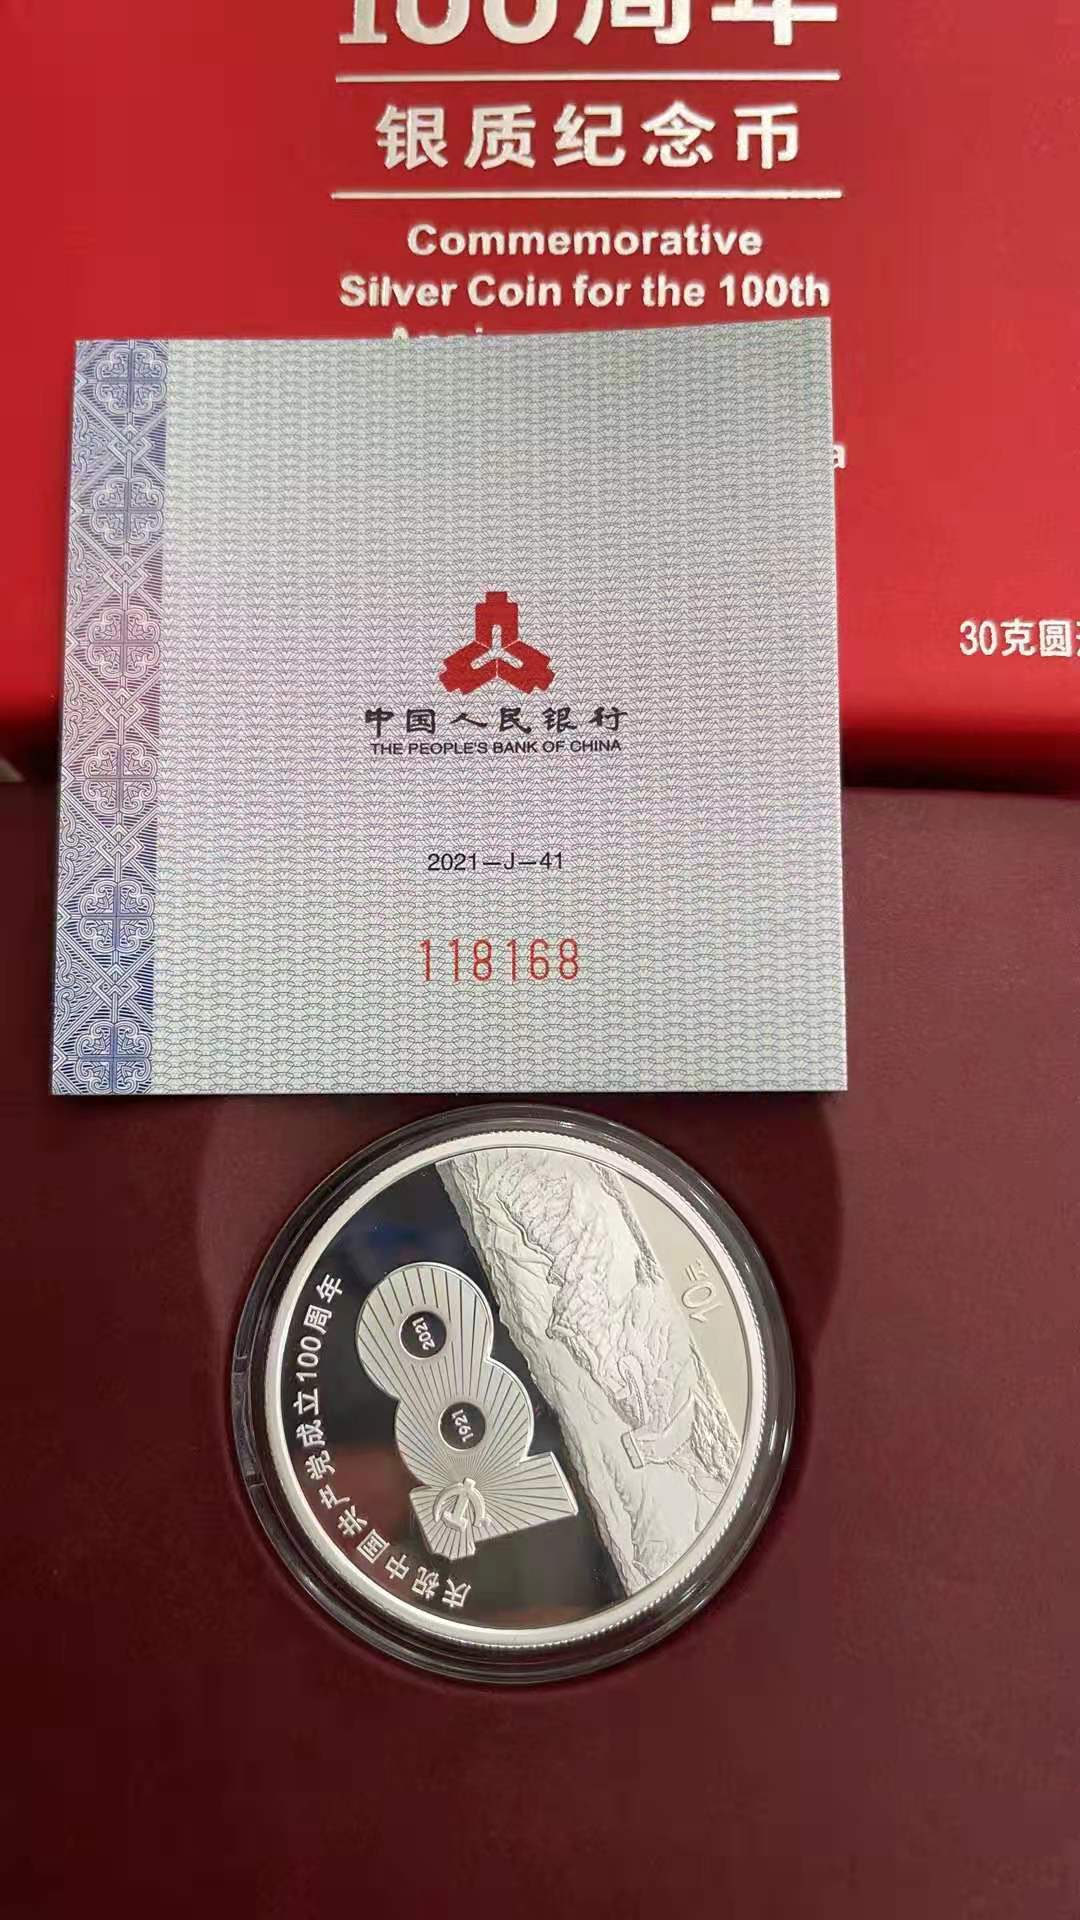 100周年
银质纪念币
Commemorative
Silver Coin for the 100th
a
30克圆
中国人民银行
THE PEOPLE'S BANK OF CHINA
2021-J-41
118168
庆祝中国共产党成立100周年
2021
1921
10元